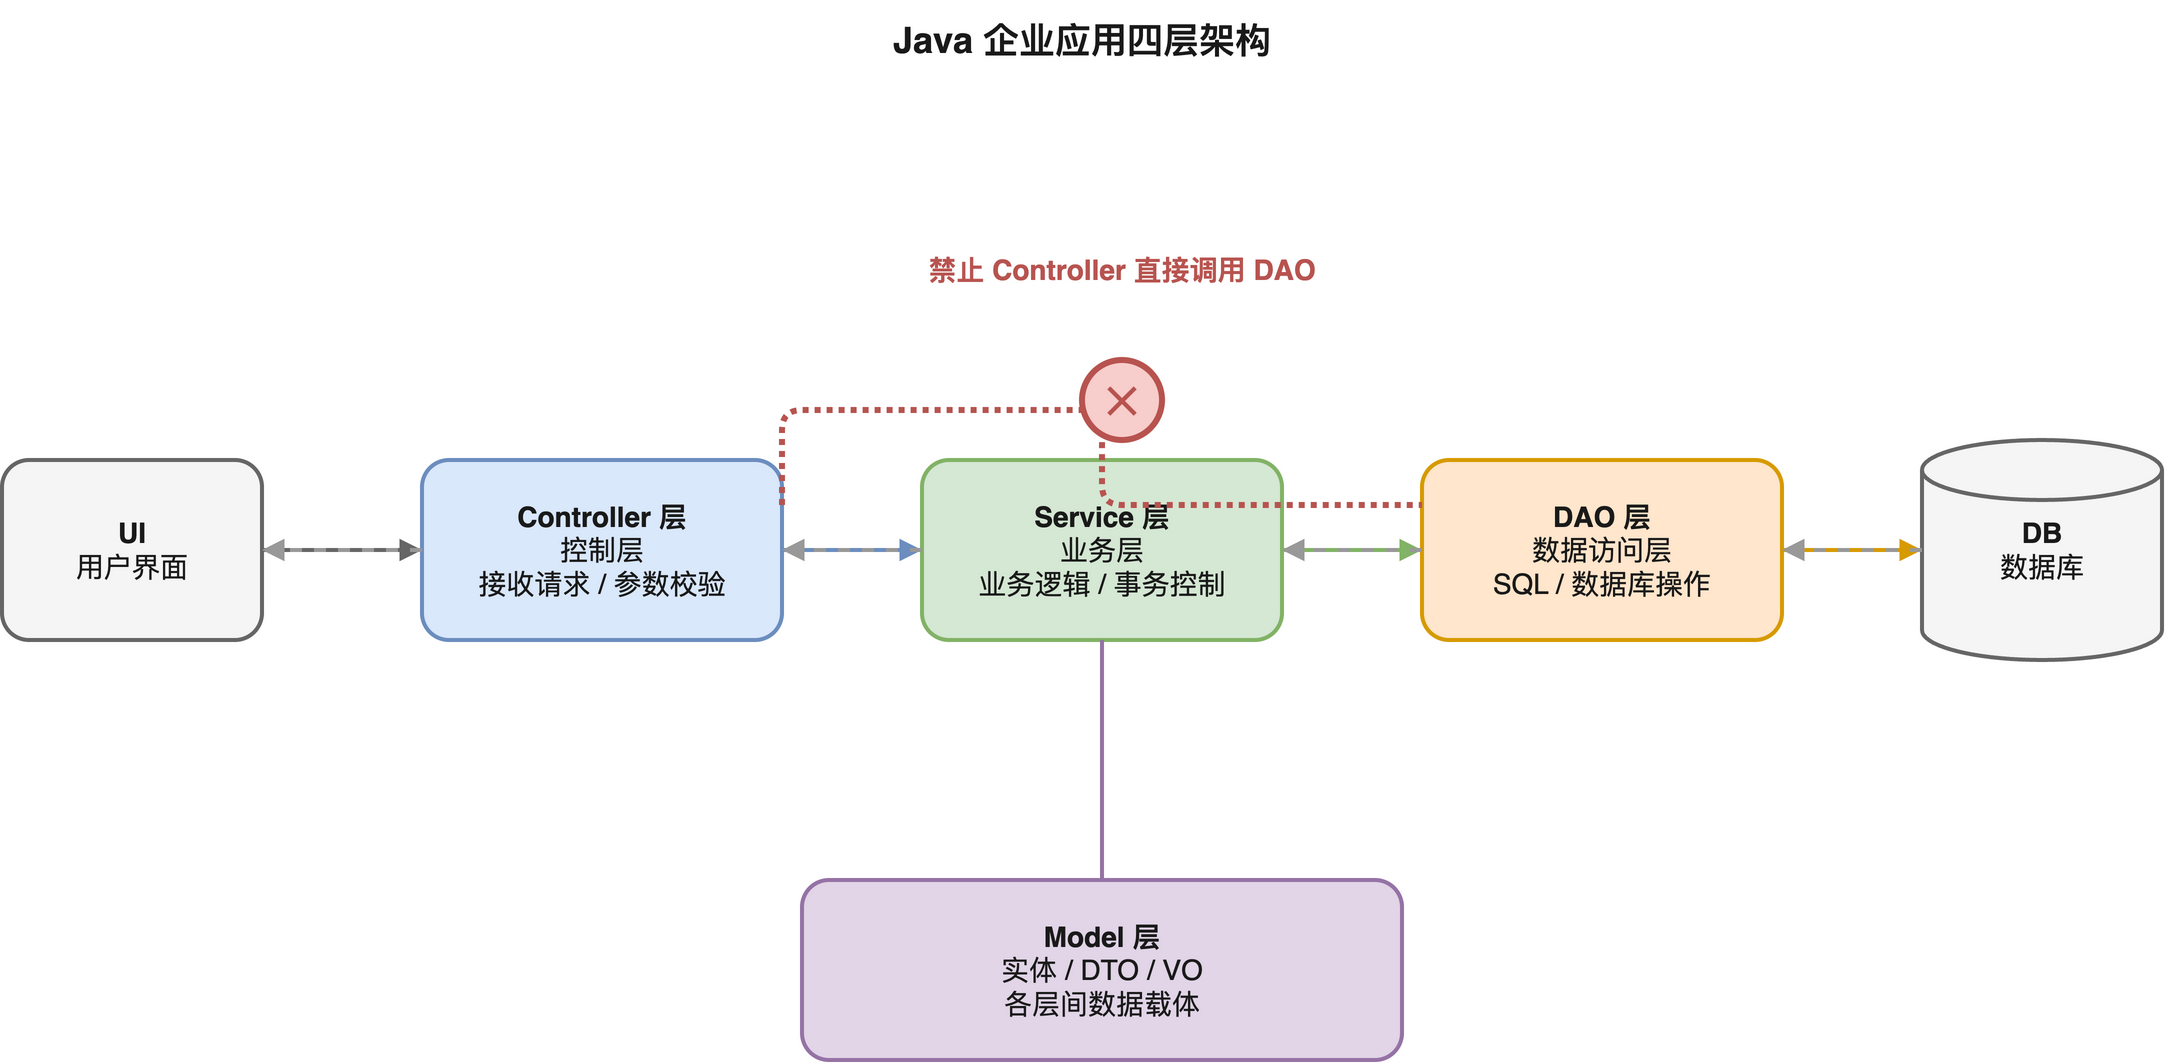 Java 企业应用四层架构
禁止 Controller 直接调用 DAO
UI
用户界面
Controller 层
控制层
接收请求 / 参数校验
Service 层
业务层
业务逻辑 / 事务控制
DAO 层
数据访问层
SQL / 数据库操作
DB
数据库
Model 层
实体 / DTO / VO
各层间数据载体